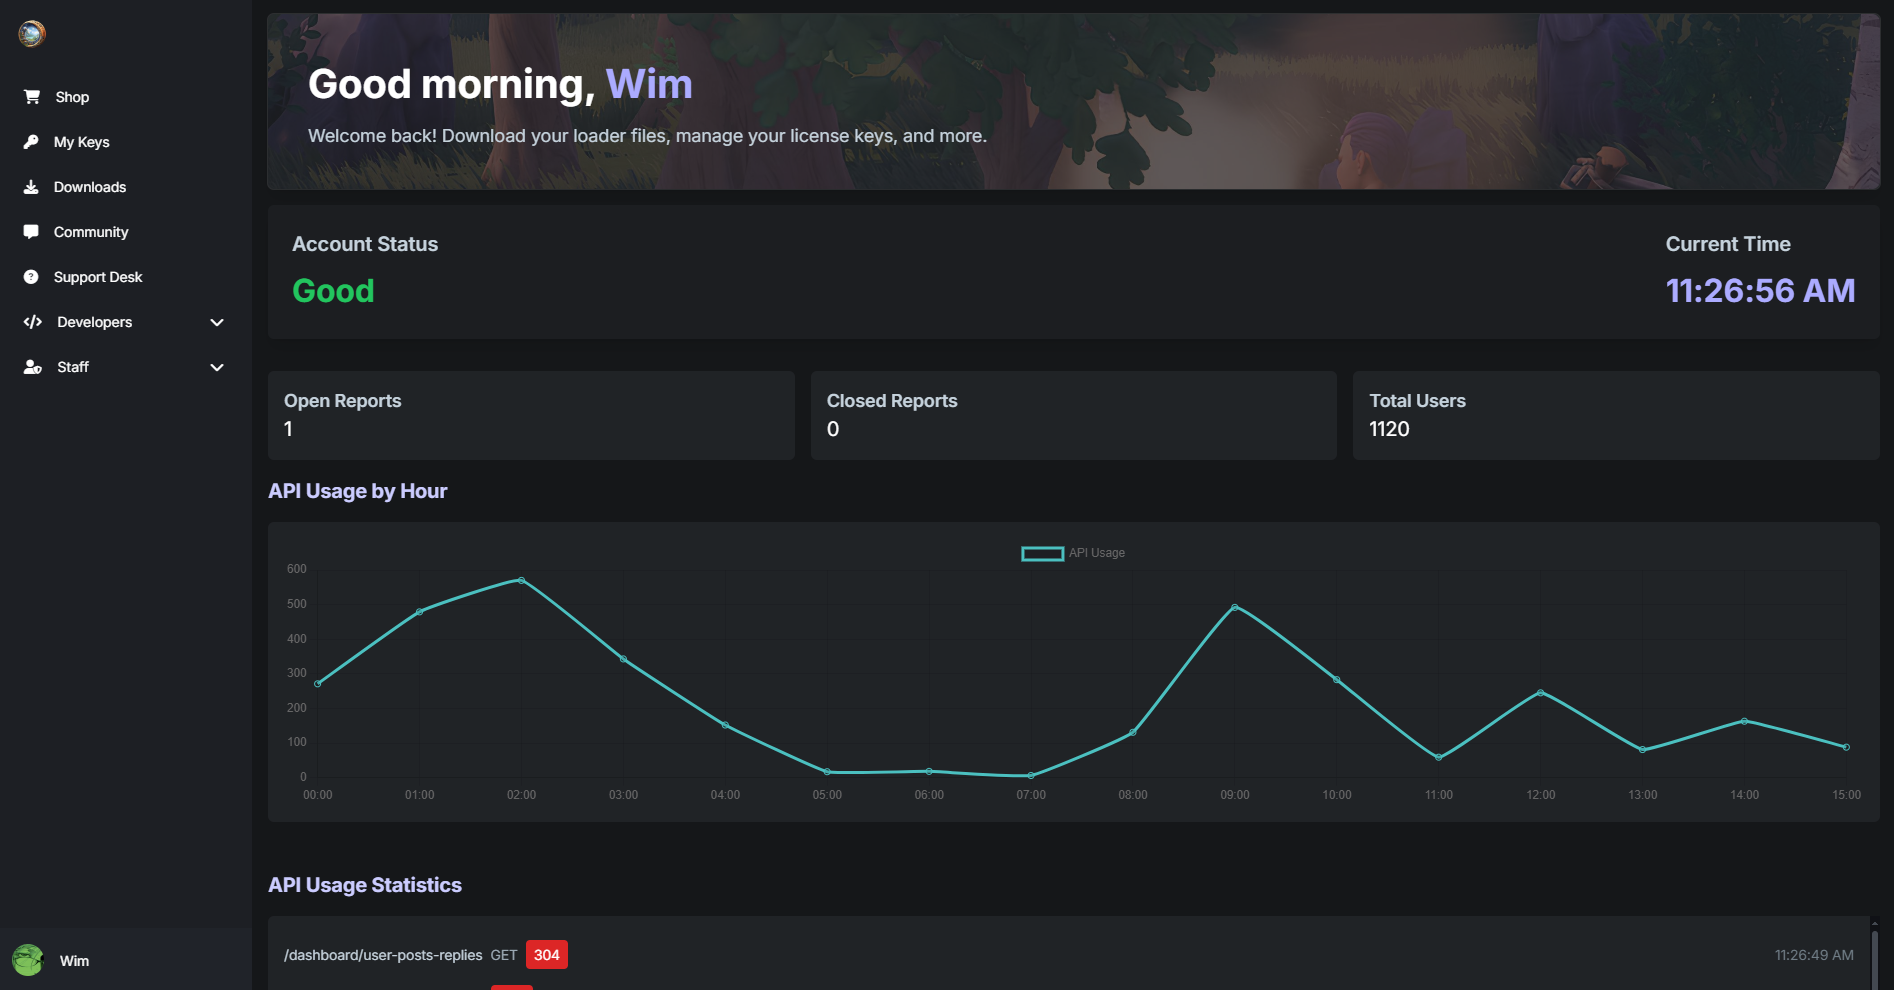 Shop
My Keys
Downloads
Community
Support Desk
Developers
Staff
Wim
Good morning, Wim
Welcome back! Download your loader files, manage your license keys, and more.
Account Status
Good
Current Time
11:26:56 AM
Open Reports
1
Closed Reports
0
Total Users
1120
API Usage by Hour
API Usage
600
500
400
300
200
100
0
00:00 01:00 02:00 03:00 04:00 05:00 06:00 07:00 08:00 09:00 10:00 11:00 12:00 13:00 14:00 15:00
API Usage Statistics
/dashboard/user-posts-replies GET 304 11:26:49 AM